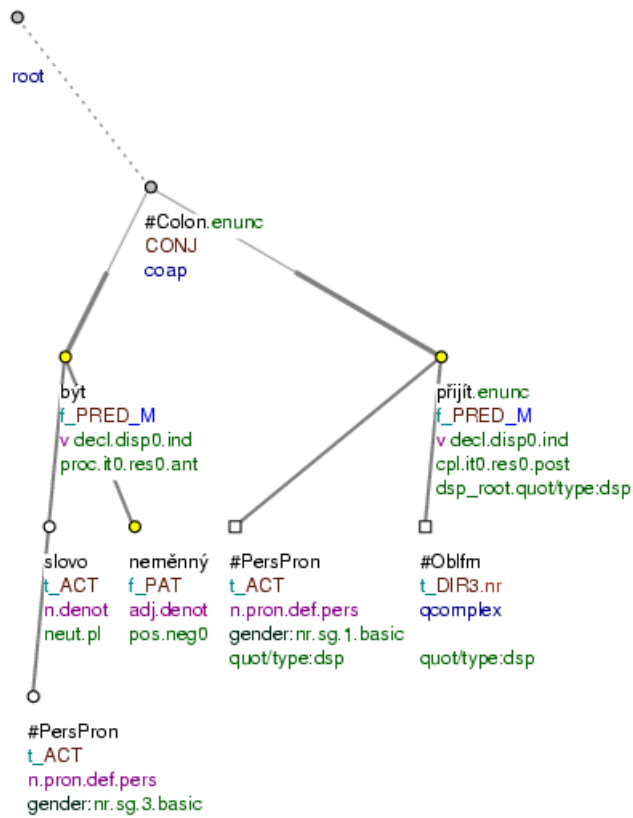 root
#Colon.enunc
CONJ
coap
být
f_PRED_M
v decl.disp0.ind
proc.it0.res0.ant
přijít.enunc
f_PRED_M
v decl.disp0.ind
cpl.it0.res0.post
dsp_root.quot/type:dsp
slovo
t_ACT
n.denot
neut.pl
neměnný
f_PAT
adj.denot
pos.neg0
#PersPron
t_ACT
n.pron.def.pers
gender:nr.sg.1.basic
quot/type:dsp
#Oblfm
t_DIR3.nr
qcomplex
quot/type:dsp
#PersPron
t_ACT
n.pron.def.pers
gender:nr.sg.3.basic